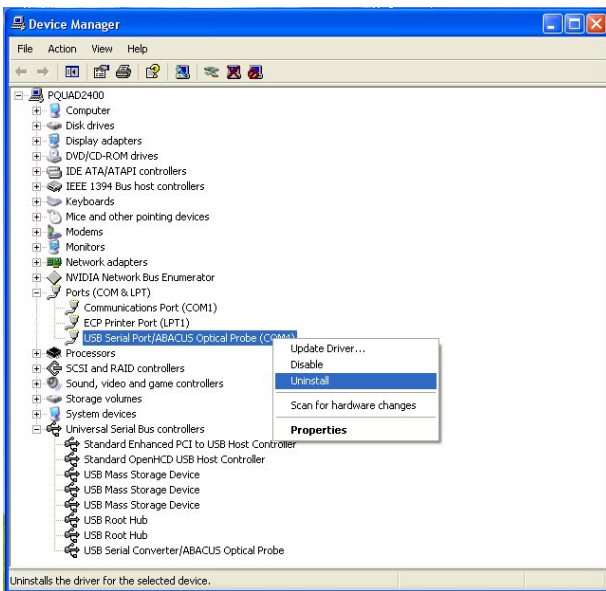 Device Manager
File Action View Help
PQUAD2400
Computer
Disk drives
Display adapters
DVD/CD-ROM drives
IDE ATA/ATAPI controllers
IEEE 1394 Bus host controllers
Keyboards
Mice and other pointing devices
Modems
Monitors
Network adapters
NVIDIA Network Bus Enumerator
Ports (COM & LPT)
Communications Port (COM1)
ECP Printer Port (LPT1)
USB Serial Port/ABACUS Optical Probe (COM4)
Update Driver...
Disable
Uninstall
Scan for hardware changes
Properties
Processors
SCSI and RAID controllers
Sound, video and game controllers
Storage volumes
System devices
Universal Serial Bus controllers
Standard Enhanced PCI to USB Host Controller
Standard OpenHCD USB Host Controller
USB Mass Storage Device
USB Mass Storage Device
USB Mass Storage Device
USB Root Hub
USB Root Hub
USB Serial Converter/ABACUS Optical Probe
Uninstalls the driver for the selected device.